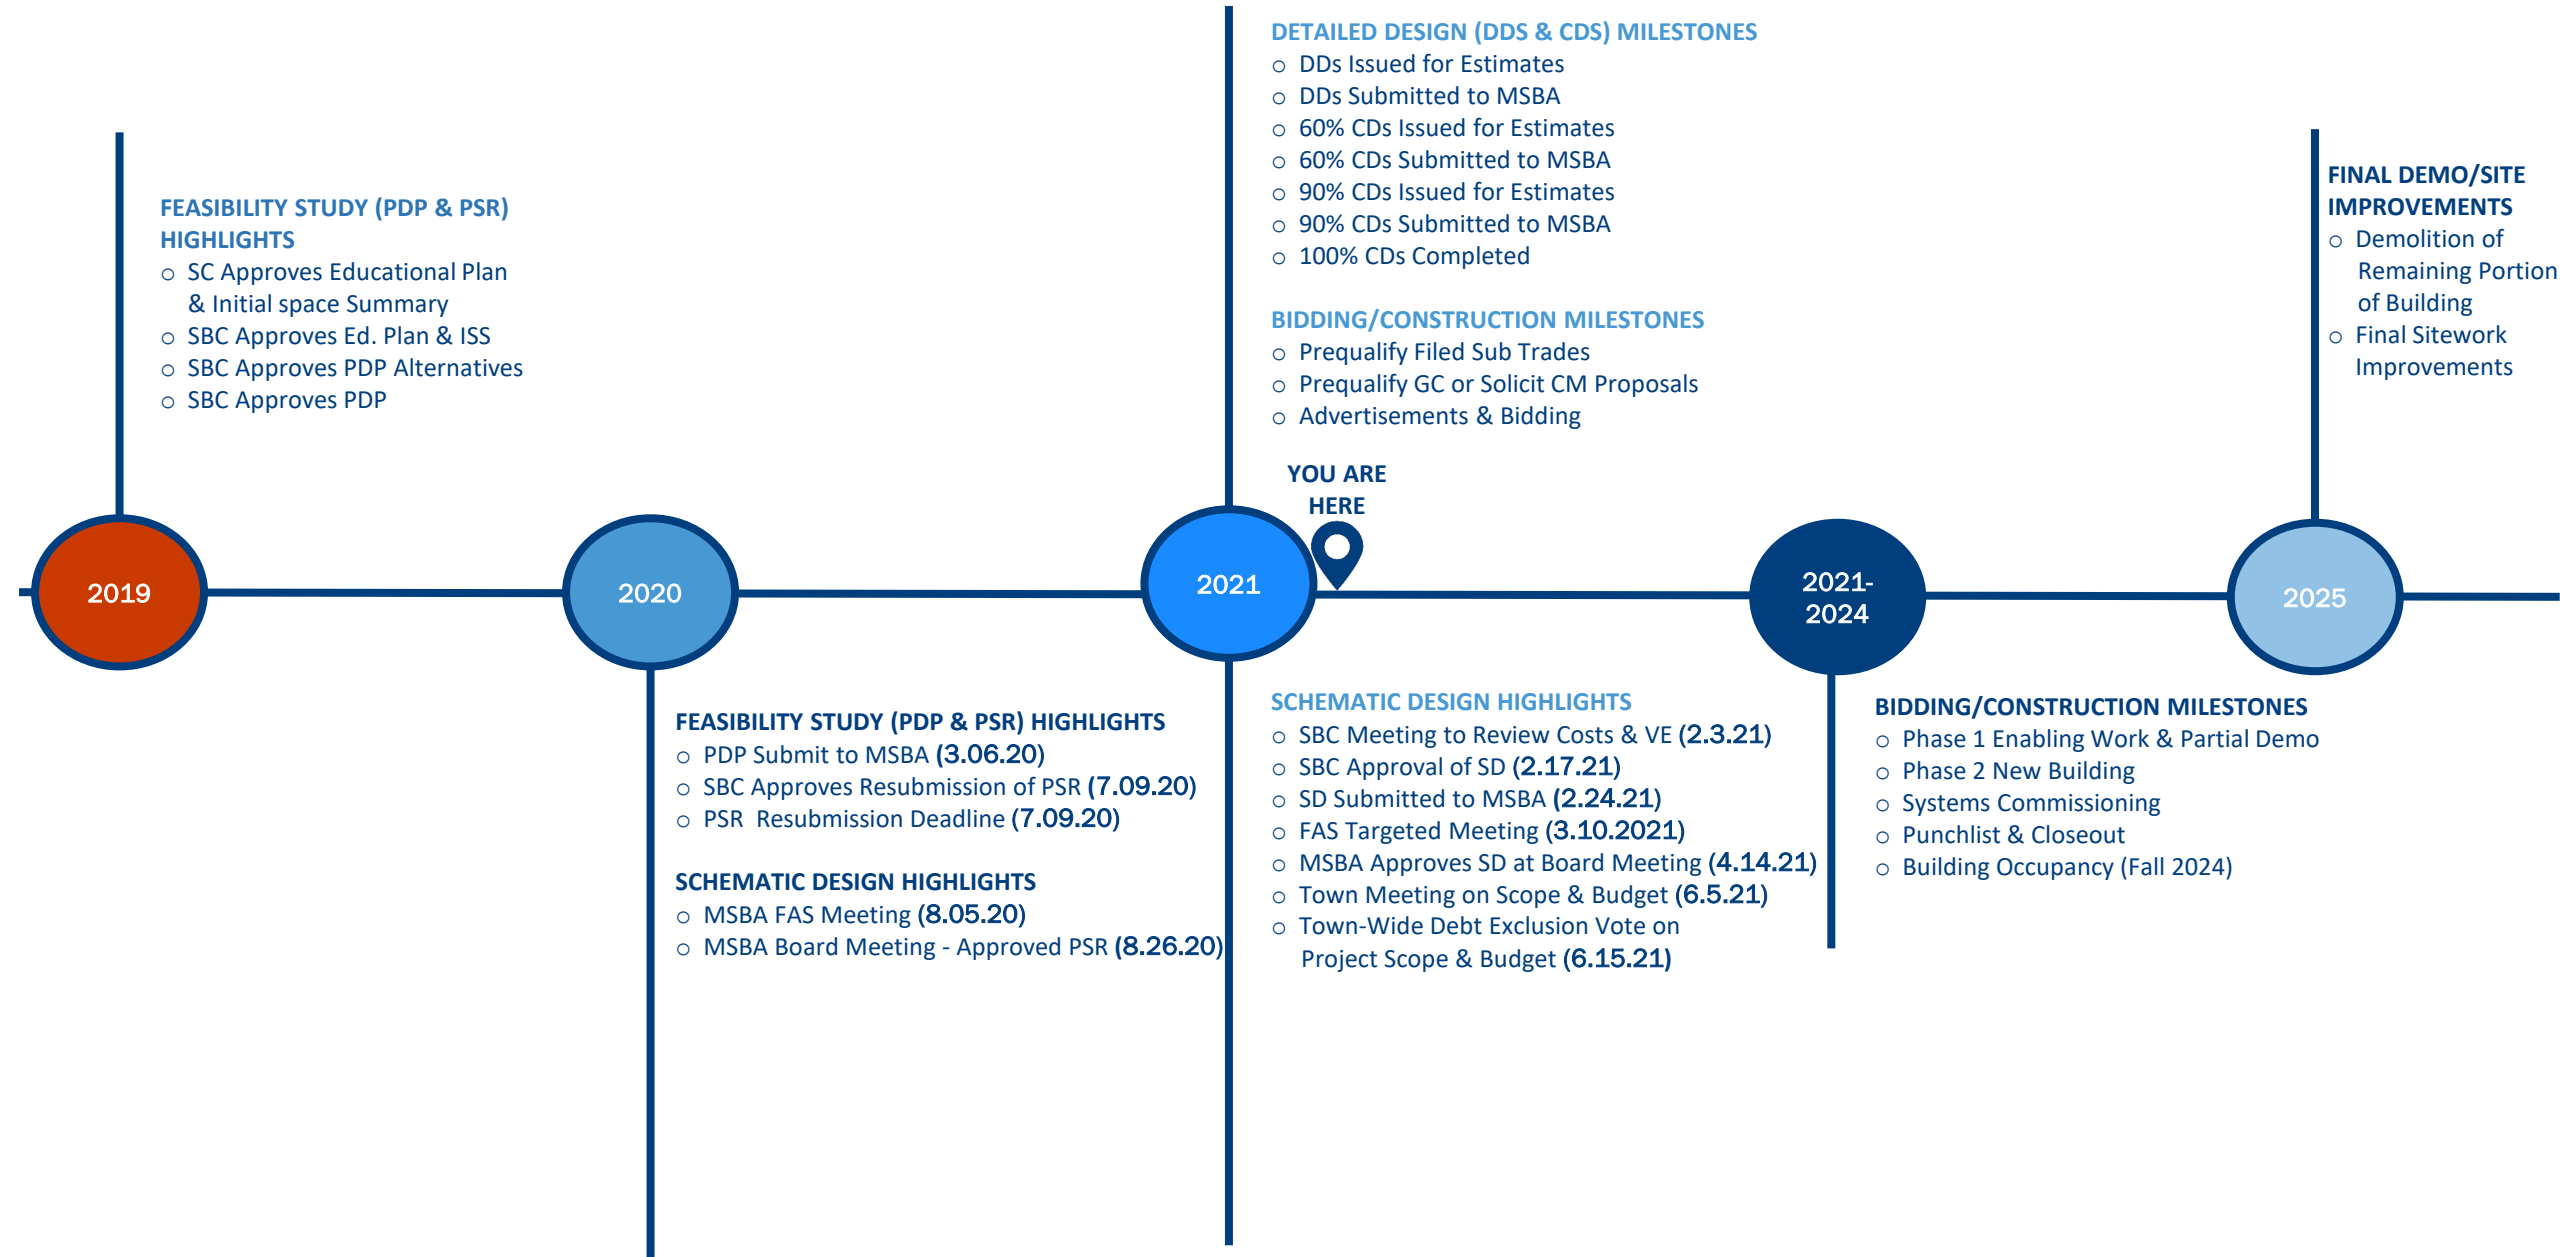 FEASIBILITY STUDY (PDP & PSR)
HIGHLIGHTS
o SC Approves Educational Plan
& Initial space Summary
o SBC Approves Ed. Plan & ISS
o SBC Approves PDP Alternatives
o SBC Approves PDP
DETAILED DESIGN (DDS & CDS) MILESTONES
o DDs Issued for Estimates
o DDs Submitted to MSBA
o 60% CDs Issued for Estimates
o 60% CDs Submitted to MSBA
o 90% CDs Issued for Estimates
o 90% CDs Submitted to MSBA
o 100% CDs Completed
BIDDING/CONSTRUCTION MILESTONES
o Prequalify Filed Sub Trades
o Prequalify GC or Solicit CM Proposals
o Advertisements & Bidding
YOU ARE
HERE
FINAL DEMO/SITE
IMPROVEMENTS
o Demolition of
Remaining Portion
of Building
o Final Sitework
Improvements
2019
2020
2021
2021-
2024
2025
FEASIBILITY STUDY (PDP & PSR) HIGHLIGHTS
o PDP Submit to MSBA (3.06.20)
o SBC Approves Resubmission of PSR (7.09.20)
o PSR Resubmission Deadline (7.09.20)
SCHEMATIC DESIGN HIGHLIGHTS
o MSBA FAS Meeting (8.05.20)
o MSBA Board Meeting - Approved PSR (8.26.20)
SCHEMATIC DESIGN HIGHLIGHTS
o SBC Meeting to Review Costs & VE (2.3.21)
o SBC Approval of SD (2.17.21)
o SD Submitted to MSBA (2.24.21)
o FAS Targeted Meeting (3.10.2021)
o MSBA Approves SD at Board Meeting (4.14.21)
o Town Meeting on Scope & Budget (6.5.21)
o Town-Wide Debt Exclusion Vote on
Project Scope & Budget (6.15.21)
BIDDING/CONSTRUCTION MILESTONES
o Phase 1 Enabling Work & Partial Demo
o Phase 2 New Building
o Systems Commissioning
o Punchlist & Closeout
o Building Occupancy (Fall 2024)